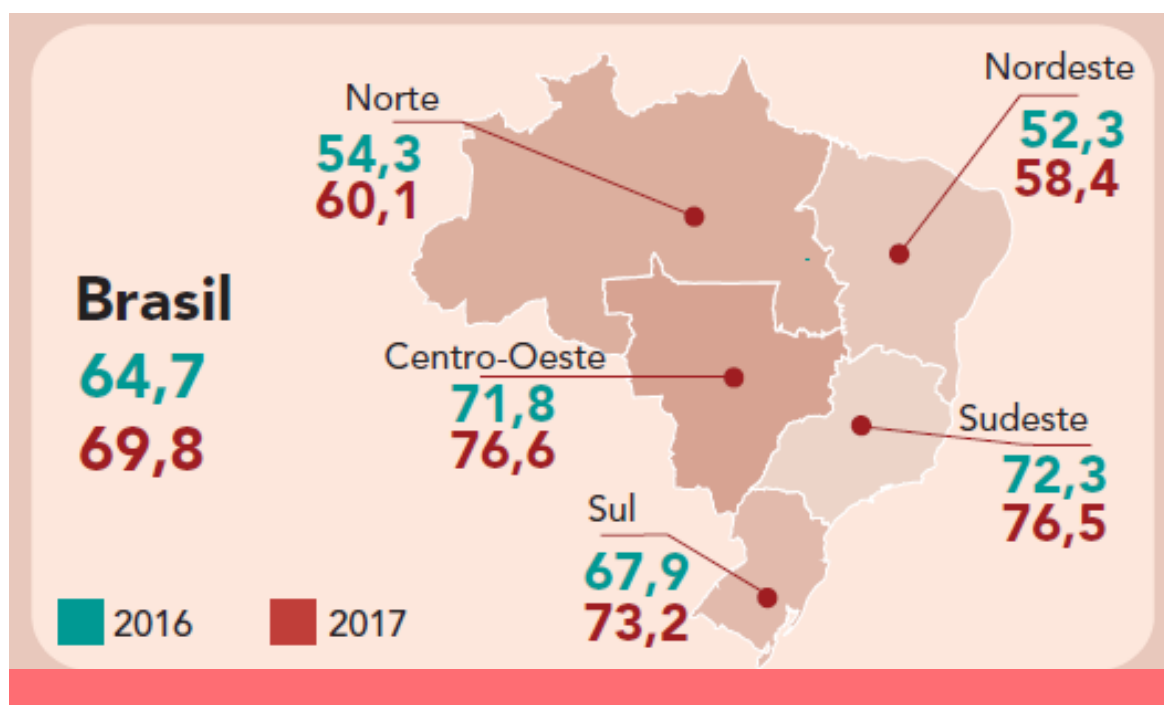 Norte
54,3
60,1
Nordeste
52,3
58,4
Brasil
64,7
69,8
Centro-Oeste
71,8
76,6
Sudeste
72,3
76,5
Sul
67,9
73,2
2016
2017